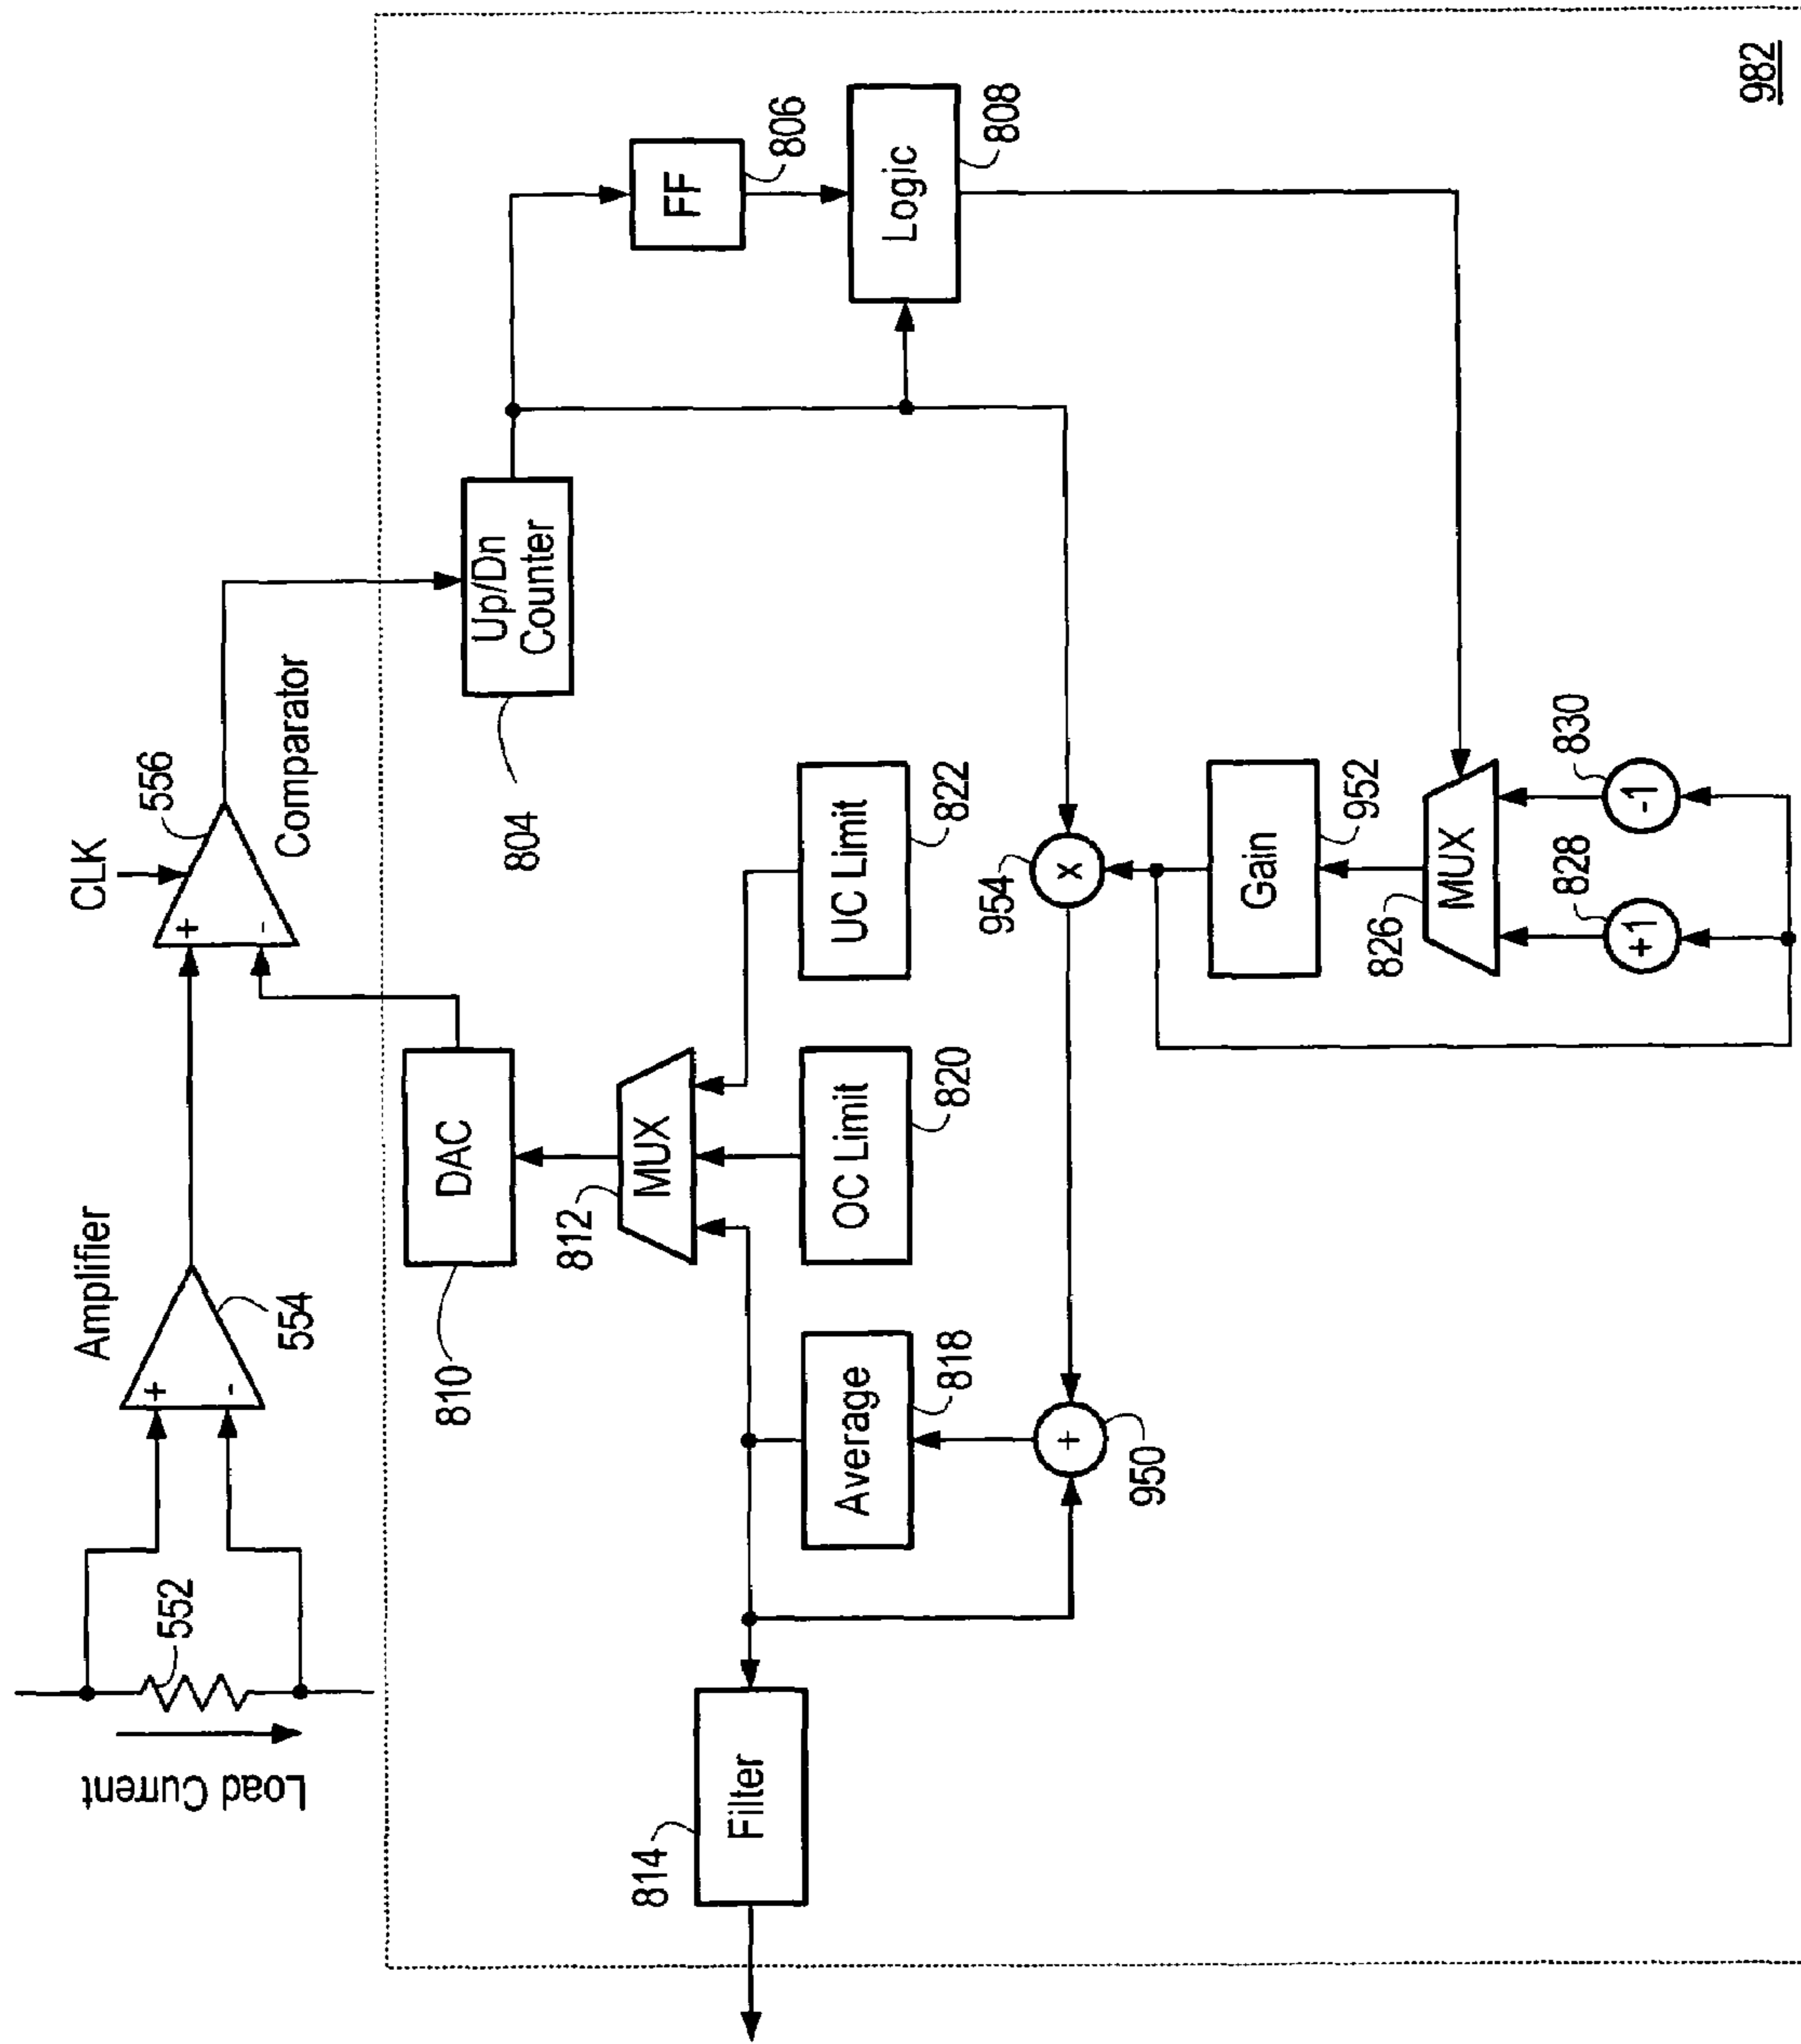 Load Current
552
Amplifier
+
-
554
CLK
+
-
556
Comparator
810
DAC
804
Up/Dn
Counter
FF
806
812
MUX
Logic
808
814
Filter
Average
818
OC Limit
820
UC Limit
822
+
950
954
x
Gain
952
826
MUX
+1
828
-1
830
982